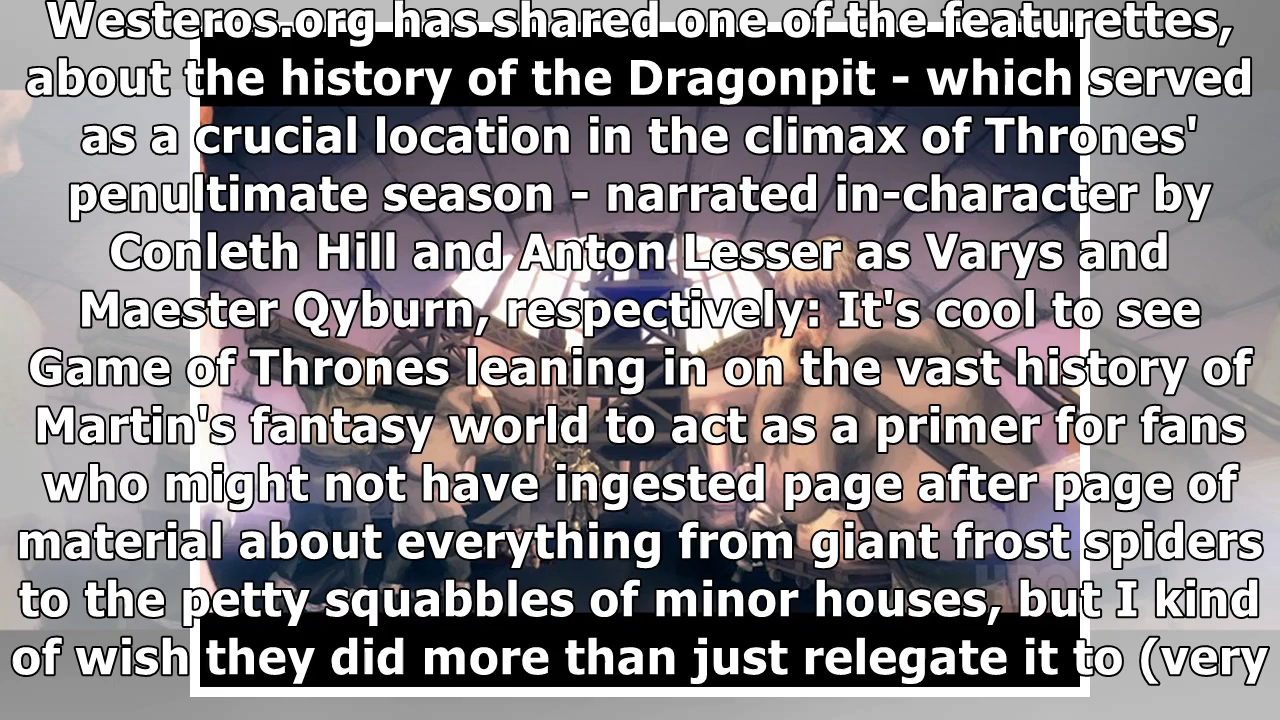 Westeros.org has shared one of the featurettes,
about the history of the Dragonpit - which served
as a crucial location in the climax of Thrones'
penultimate season - narrated in-character by
Conleth Hill and Anton Lesser as Varys and
Maester Qyburn, respectively: It's cool to see
Game of Thrones leaning in on the vast history of
Martin's fantasy world to act as a primer for fans
who might not have ingested page after page of
material about everything from giant frost spiders
to the petty squabbles of minor houses, but I kind
of wish they did more than just relegate it to (very